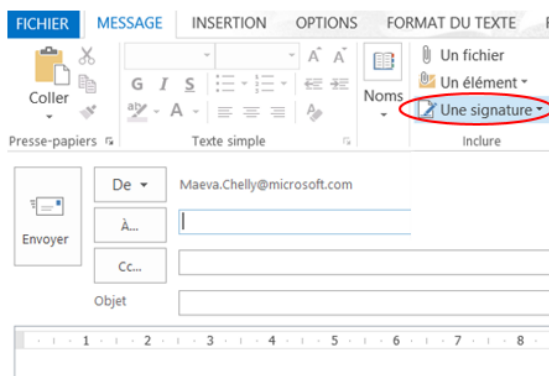 FICHIER MESSAGE INSERTION OPTIONS FORMAT DU TEXTE
Coller
G I S
ab A
A A
Noms
Un fichier
Un élément
Une signature
Presse-papiers
Texte simple
Inclure
Envoyer
De Maeva.Chelly@microsoft.com
À...
Cc...
Objet
1 2 3 4 5 6 7 8